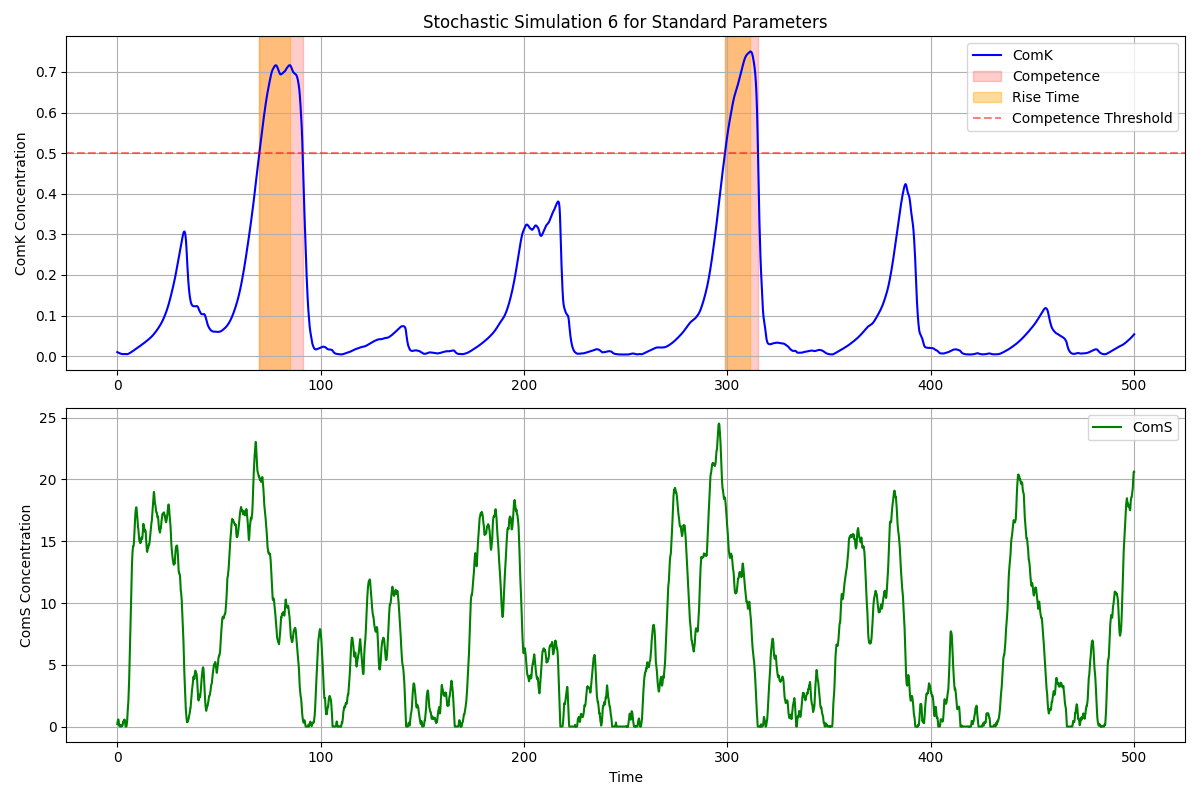 Stochastic Simulation 6 for Standard Parameters
ComK Concentration
0.7
0.6
0.5
0.4
0.3
0.2
0.1
0.0
ComK
Competence
Rise Time
Competence Threshold
0 100 200 300 400 500
ComS Concentration
25
20
15
10
5
0
ComS
0 100 200 300 400 500
Time